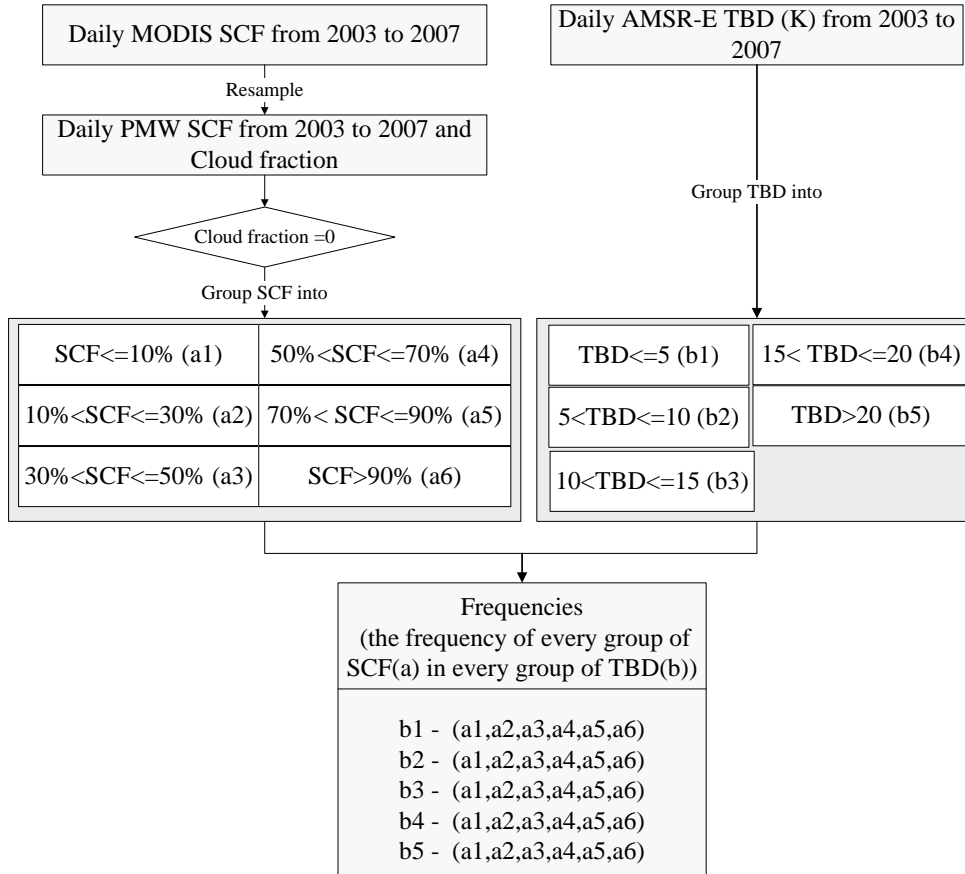 Daily MODIS SCF from 2003 to 2007
Resample
Daily PMW SCF from 2003 to 2007 and
Cloud fraction
Cloud fraction =0
Group SCF into
SCF<=10% (a1)
50%<SCF<=70% (a4)
10%<SCF<=30% (a2)
70%< SCF<=90% (a5)
30%<SCF<=50% (a3)
SCF>90% (a6)
Daily AMSR-E TBD (K) from 2003 to
2007
Group TBD into
TBD<=5 (b1)
15< TBD<=20 (b4)
5<TBD<=10 (b2)
TBD>20 (b5)
10<TBD<=15 (b3)
Frequencies
(the frequency of every group of
SCF(a) in every group of TBD(b))
b1 - (a1,a2,a3,a4,a5,a6)
b2 - (a1,a2,a3,a4,a5,a6)
b3 - (a1,a2,a3,a4,a5,a6)
b4 - (a1,a2,a3,a4,a5,a6)
b5 - (a1,a2,a3,a4,a5,a6)